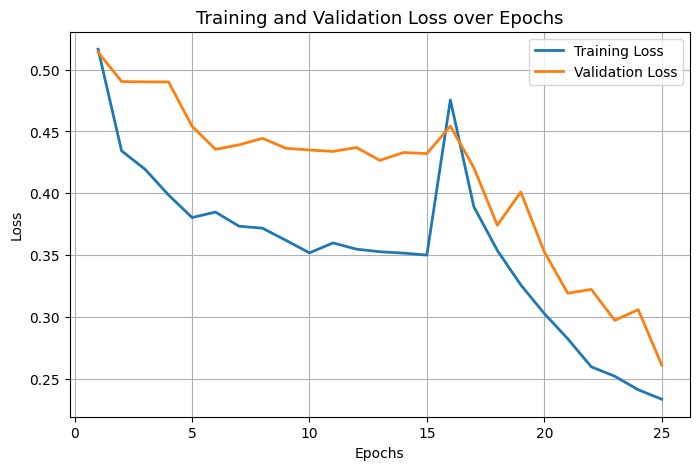 Training and Validation Loss over Epochs
Training Loss
Validation Loss
0.50
0.45
0.40
0.35
0.30
0.25
Loss
0 5 10 15 20 25
Epochs